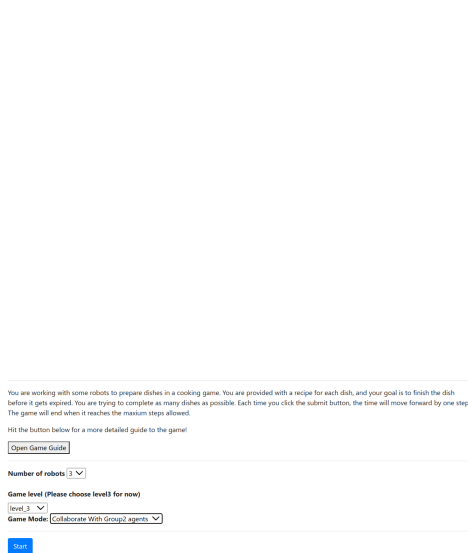 You are working with some robots to prepare dishes in a cooking game. You are provided with a recipe for each dish, and your goal is to finish the dish
before it gets expired. You are trying to complete as many dishes as possible. Each time you click the submit button, the time will move forward by one step
The game will end when it reaches the maxium steps allowed.
Hit the button below for a more detailed guide to the game!
Open Game Guide
Number of robots 3
Game level (Please choose level3 for now)
level_3
Game Mode: Collaborate With Group2 agents
Start